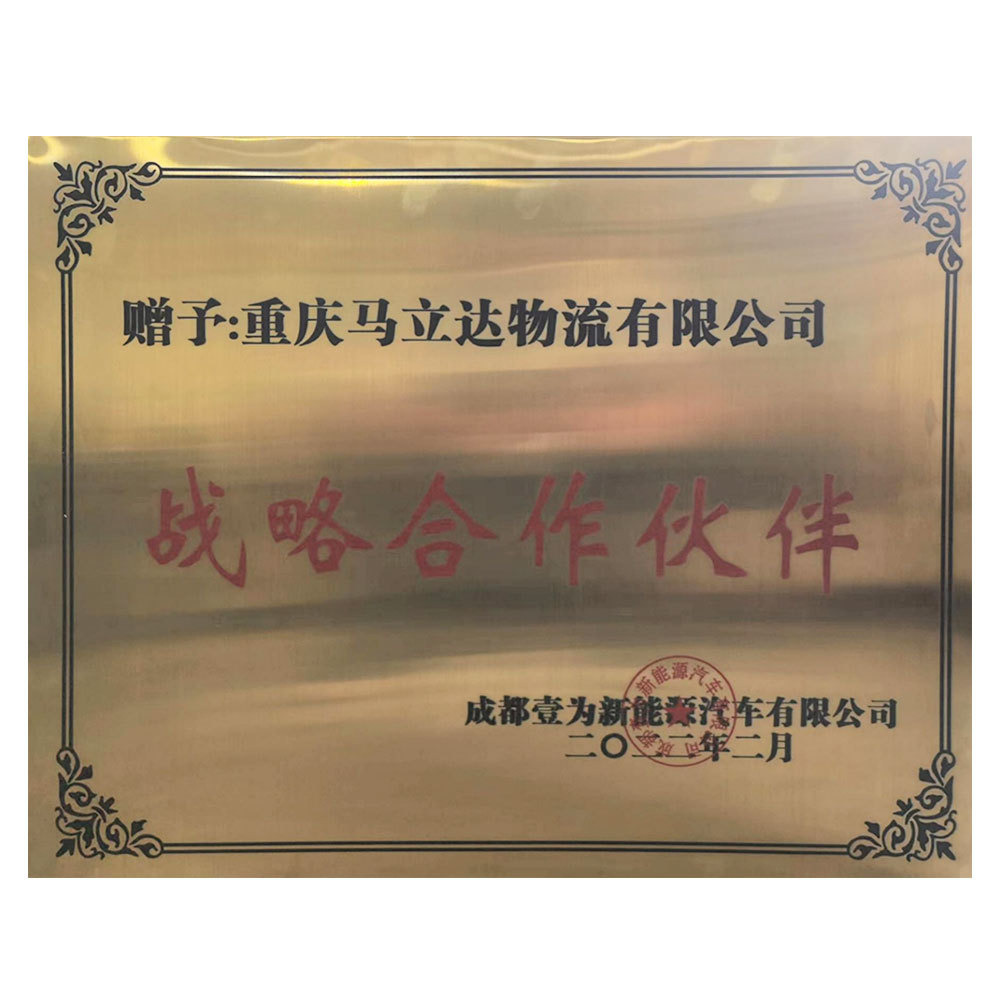 赠予:重庆马立达物流有限公司
战略合作伙伴
成都壹为新能源汽车有限公司
二〇二二年二月